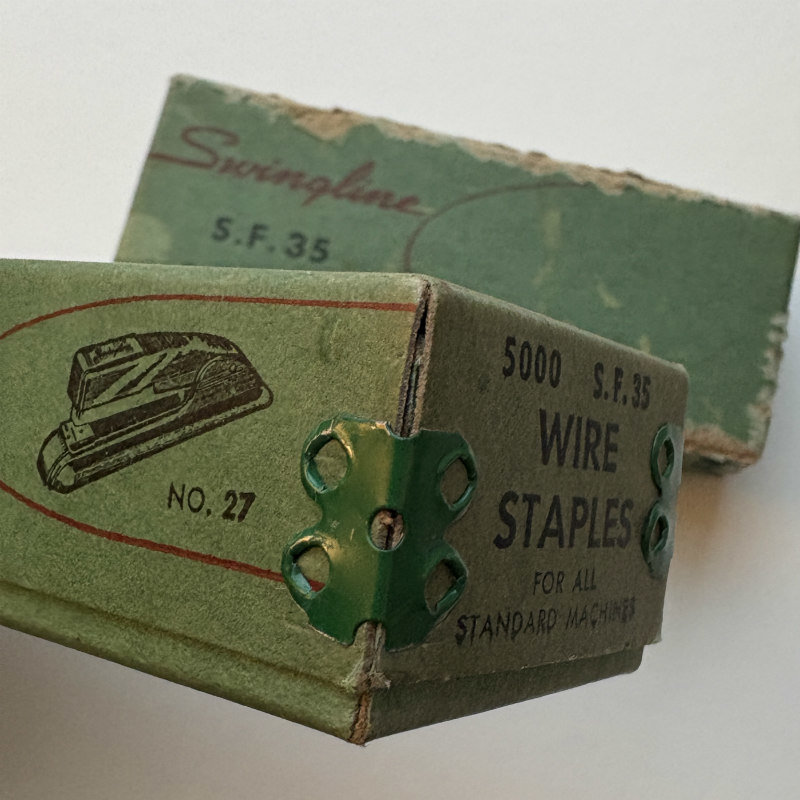 Swingline
S.F. 35
NO. 27
5000 S.F. 35
WIRE
STAPLES
FOR ALL
STANDARD MACHINES